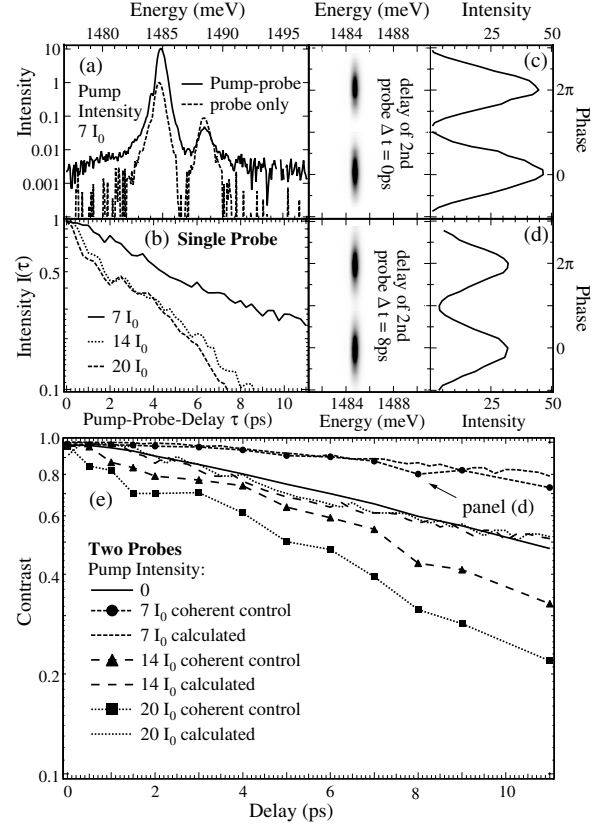 Energy (meV)
Energy (meV)
Intensity
1480
1485
1490
1495
1484
1488
0
25
50
(a)
Pump
Intensity
7 I0
Pump-probe
probe only
Intensity
10
1
0.1
0.01
0.001
delay of 2nd
probe Δ t = 0ps
(c)
2π
0
Phase
(b)
Single Probe
Intensity I(τ)
1
0.5
0.1
7 I0
14 I0
20 I0
delay of 2nd
probe Δ t = 8ps
(d)
2π
0
Phase
0
2
4
6
8
10
1484
1488
25
50
Pump-Probe-Delay τ (ps)
Energy (meV)
Intensity
Contrast
1.0
0.8
0.6
0.4
0.2
0.1
(e)
panel (d)
Two Probes
Pump Intensity:
0
7 I0 coherent control
7 I0 calculated
14 I0 coherent control
14 I0 calculated
20 I0 coherent control
20 I0 calculated
0
2
4
6
8
10
Delay (ps)